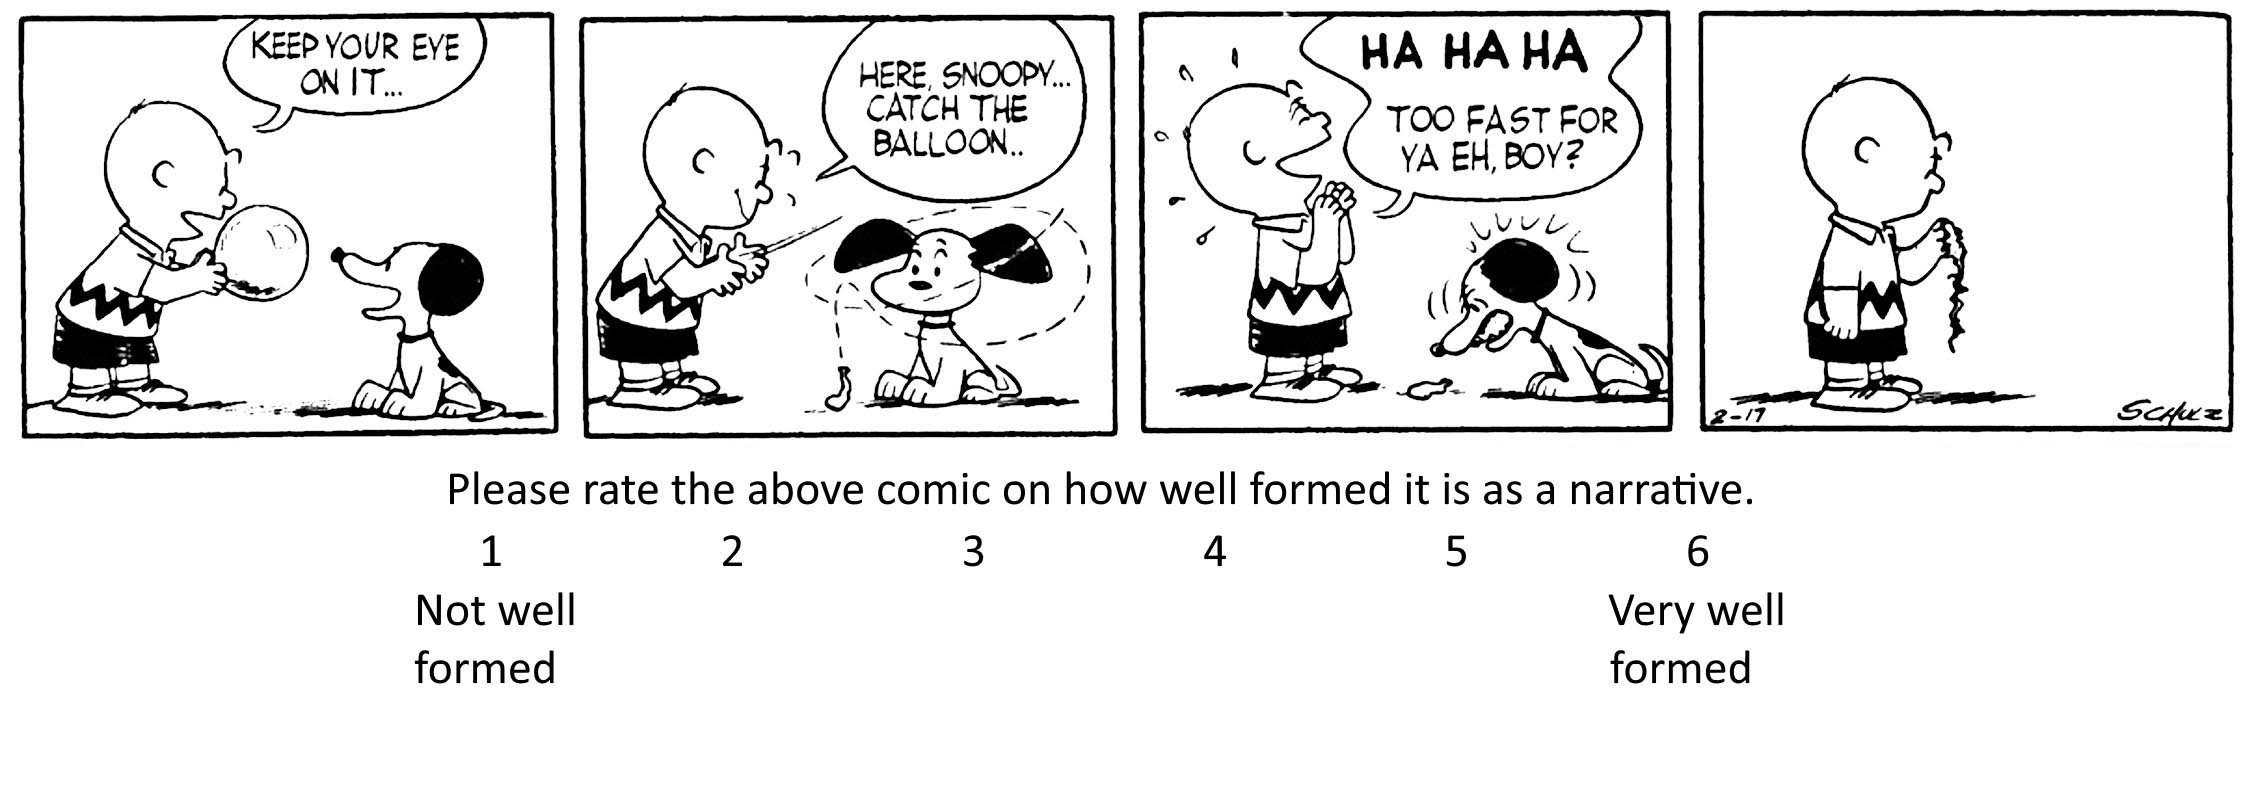 KEEP YOUR EYE
ON IT...
HERE, SNOOPY...
CATCH THE
BALLOON..
HA HA HA
TOO FAST FOR
YA EH, BOY?
2-17
SCHULZ
Please rate the above comic on how well formed it is as a narrative.
1 2 3 4 5 6
Not well
formed
Very well
formed